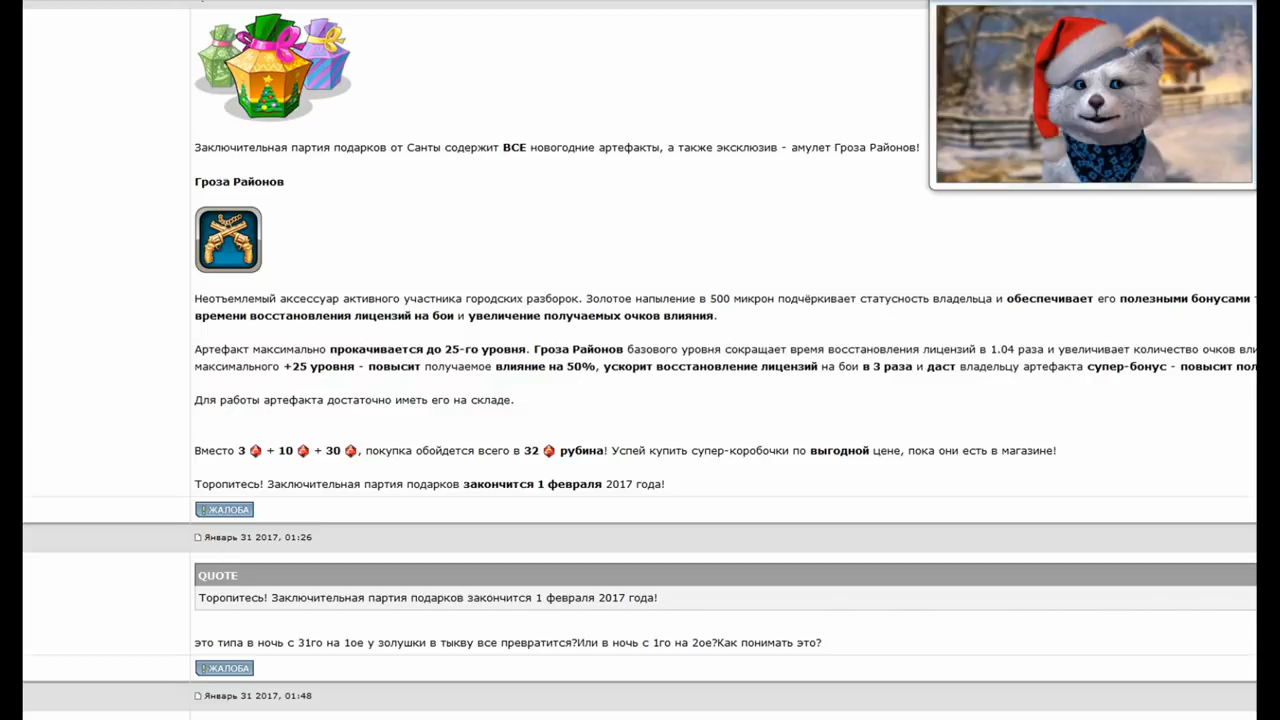 Заключительная партия подарков от Санты содержит ВСЕ новогодние артефакты, а также эксклюзив - амулет Гроза Районов!
Гроза Районов
Неотъемлемый аксессуар активного участника городских разборок. Золотое напыление в 500 микрон подчёркивает статусность владельца и обеспечивает его полезными бонусами
времени восстановления лицензий на бои и увеличение получаемых очков влияния.
Артефакт максимально прокачивается до 25-го уровня. Гроза Районов базового уровня сокращает время восстановления лицензий в 1.04 раза и увеличивает количество очков вли
максимального +25 уровня - повысит получаемое влияние на 50%, ускорит восстановление лицензий на бои в 3 раза и даст владельцу артефакта супер-бонус - повысит пол
Для работы артефакта достаточно иметь его на складе.
Вместо 3 + 10 + 30 , покупка обойдется всего в 32 рубина! Успей купить супер-коробочки по выгодной цене, пока они есть в магазине!
Торопитесь! Заключительная партия подарков закончится 1 февраля 2017 года!
! ЖАЛОБА
Январь 31 2017, 01:26
QUOTE
Торопитесь! Заключительная партия подарков закончится 1 февраля 2017 года!
это типа в ночь с 31го на 1ое у золушки в тыкву все превратится?Или в ночь с 1го на 2ое?Как понимать это?
! ЖАЛОБА
Январь 31 2017, 01:48